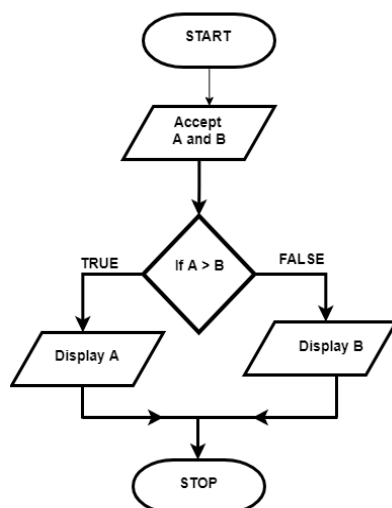 START
Accept
A and B
If A > B
TRUE
FALSE
Display A
Display B
STOP